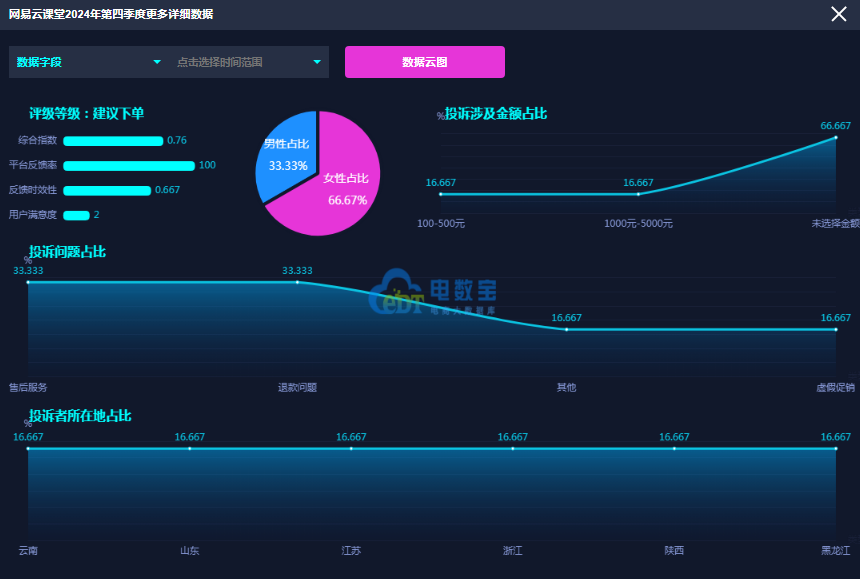 网易云课堂2024年第四季度更多详细数据
数据字段
点击选择时间范围
数据云图
评级等级：建议下单
综合指数 0.76
平台反馈率 100
反馈时效性 0.667
用户满意度 2
男性占比
33.33%
女性占比
66.67%
投诉涉及金额占比
%
16.667 16.667 66.667
100-500元 1000元-5000元 未选择金额
投诉问题占比
%
33.333 33.333 16.667 16.667
售后服务 退款问题 其他 虚假促销
电数宝
EDT 电商大数据库
投诉者所在地占比
%
16.667 16.667 16.667 16.667 16.667 16.667
云南 山东 江苏 浙江 陕西 黑龙江